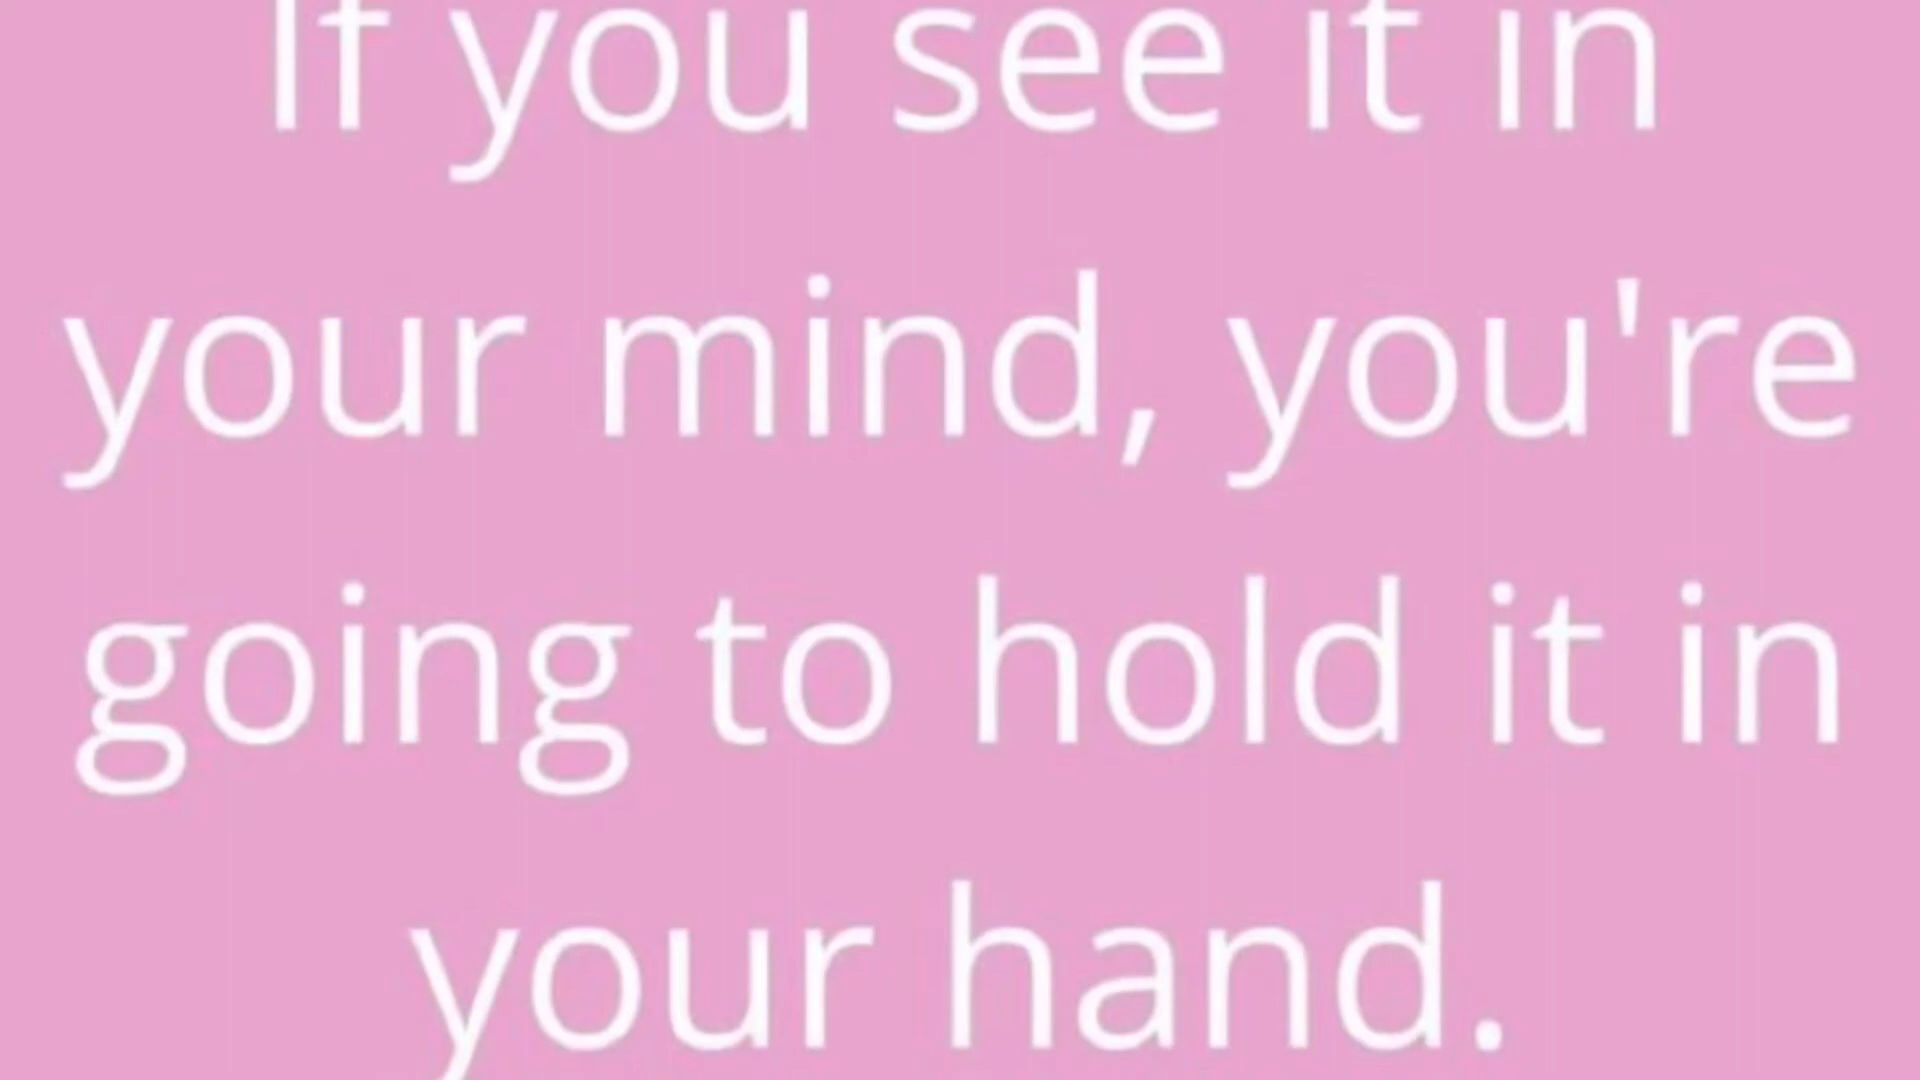 If you see it in
your mind, you're
going to hold it in
your hand.